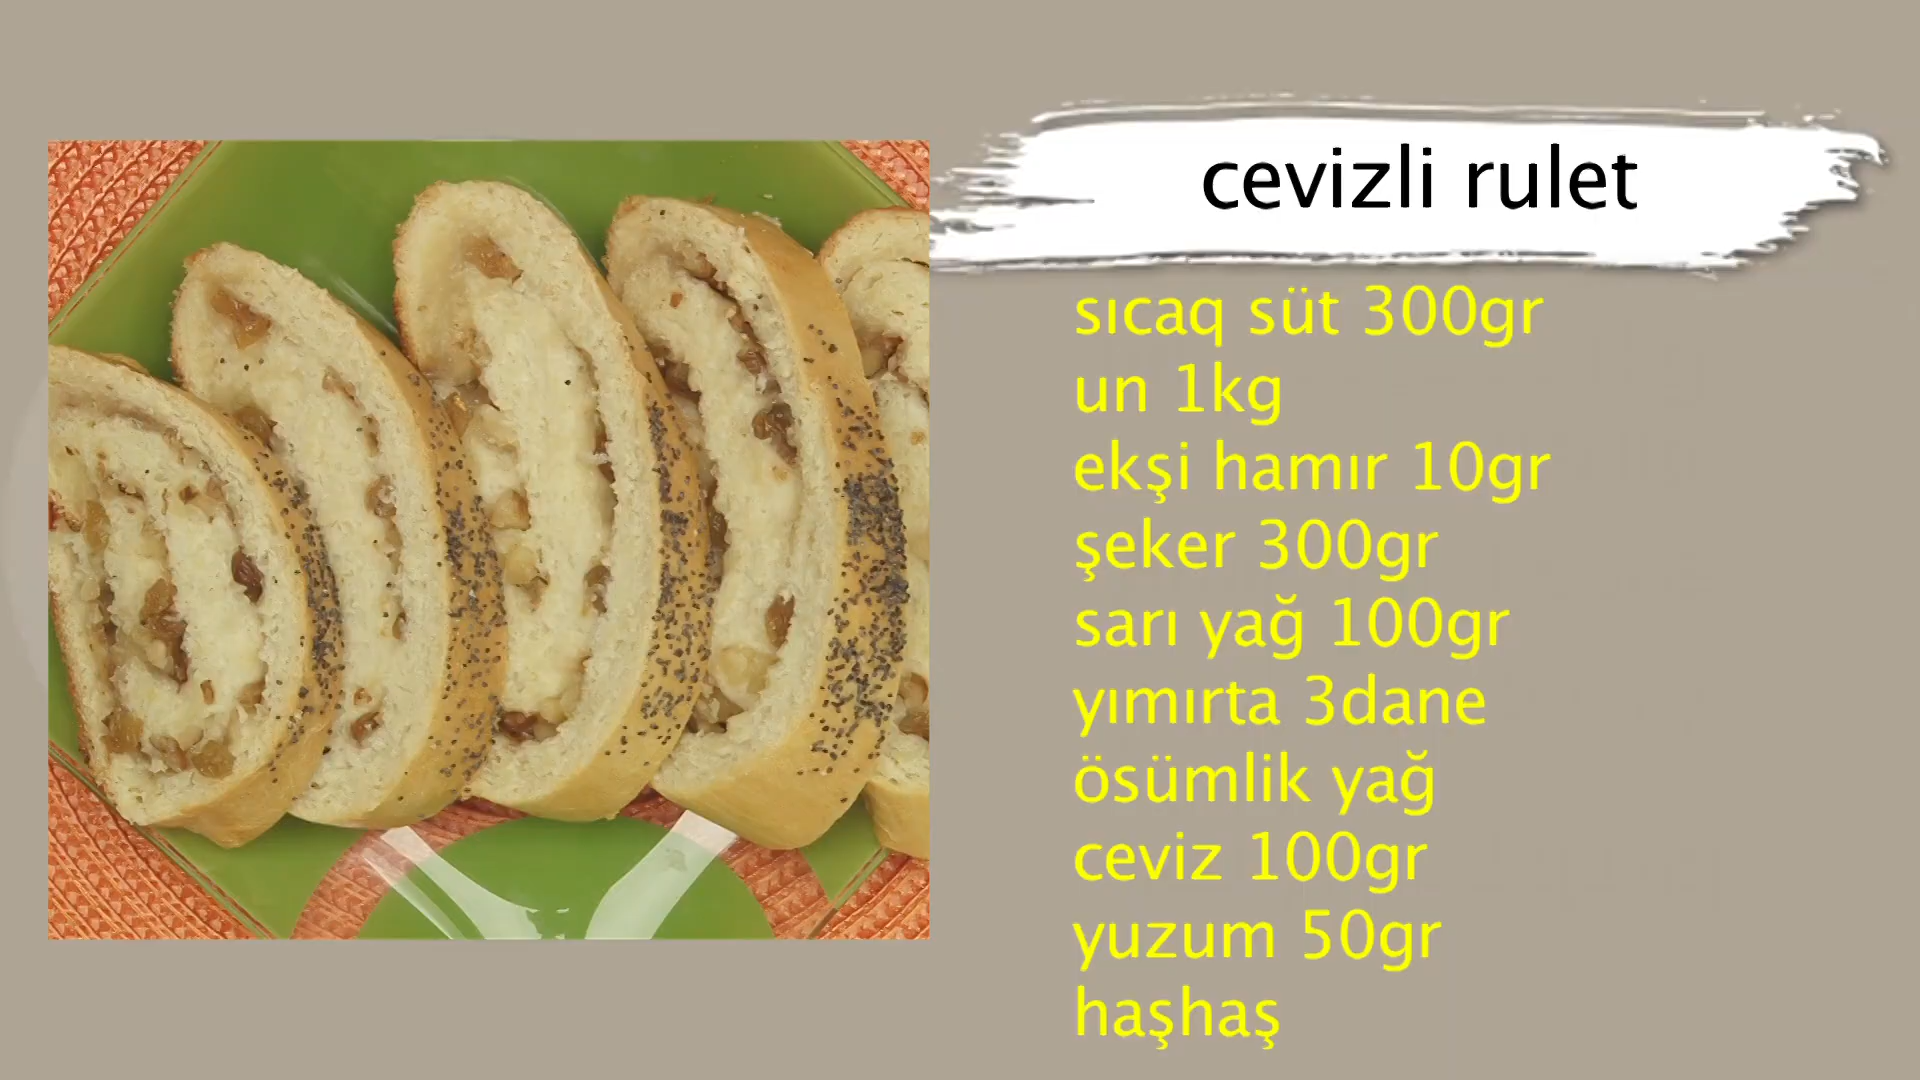 cevizli rulet
sıcaq süt 300gr
un 1kg
ekşi hamır 10gr
şeker 300gr
sarı yağ 100gr
yımırta 3dane
ösümlik yağ
ceviz 100gr
yuzum 50gr
haşhaş